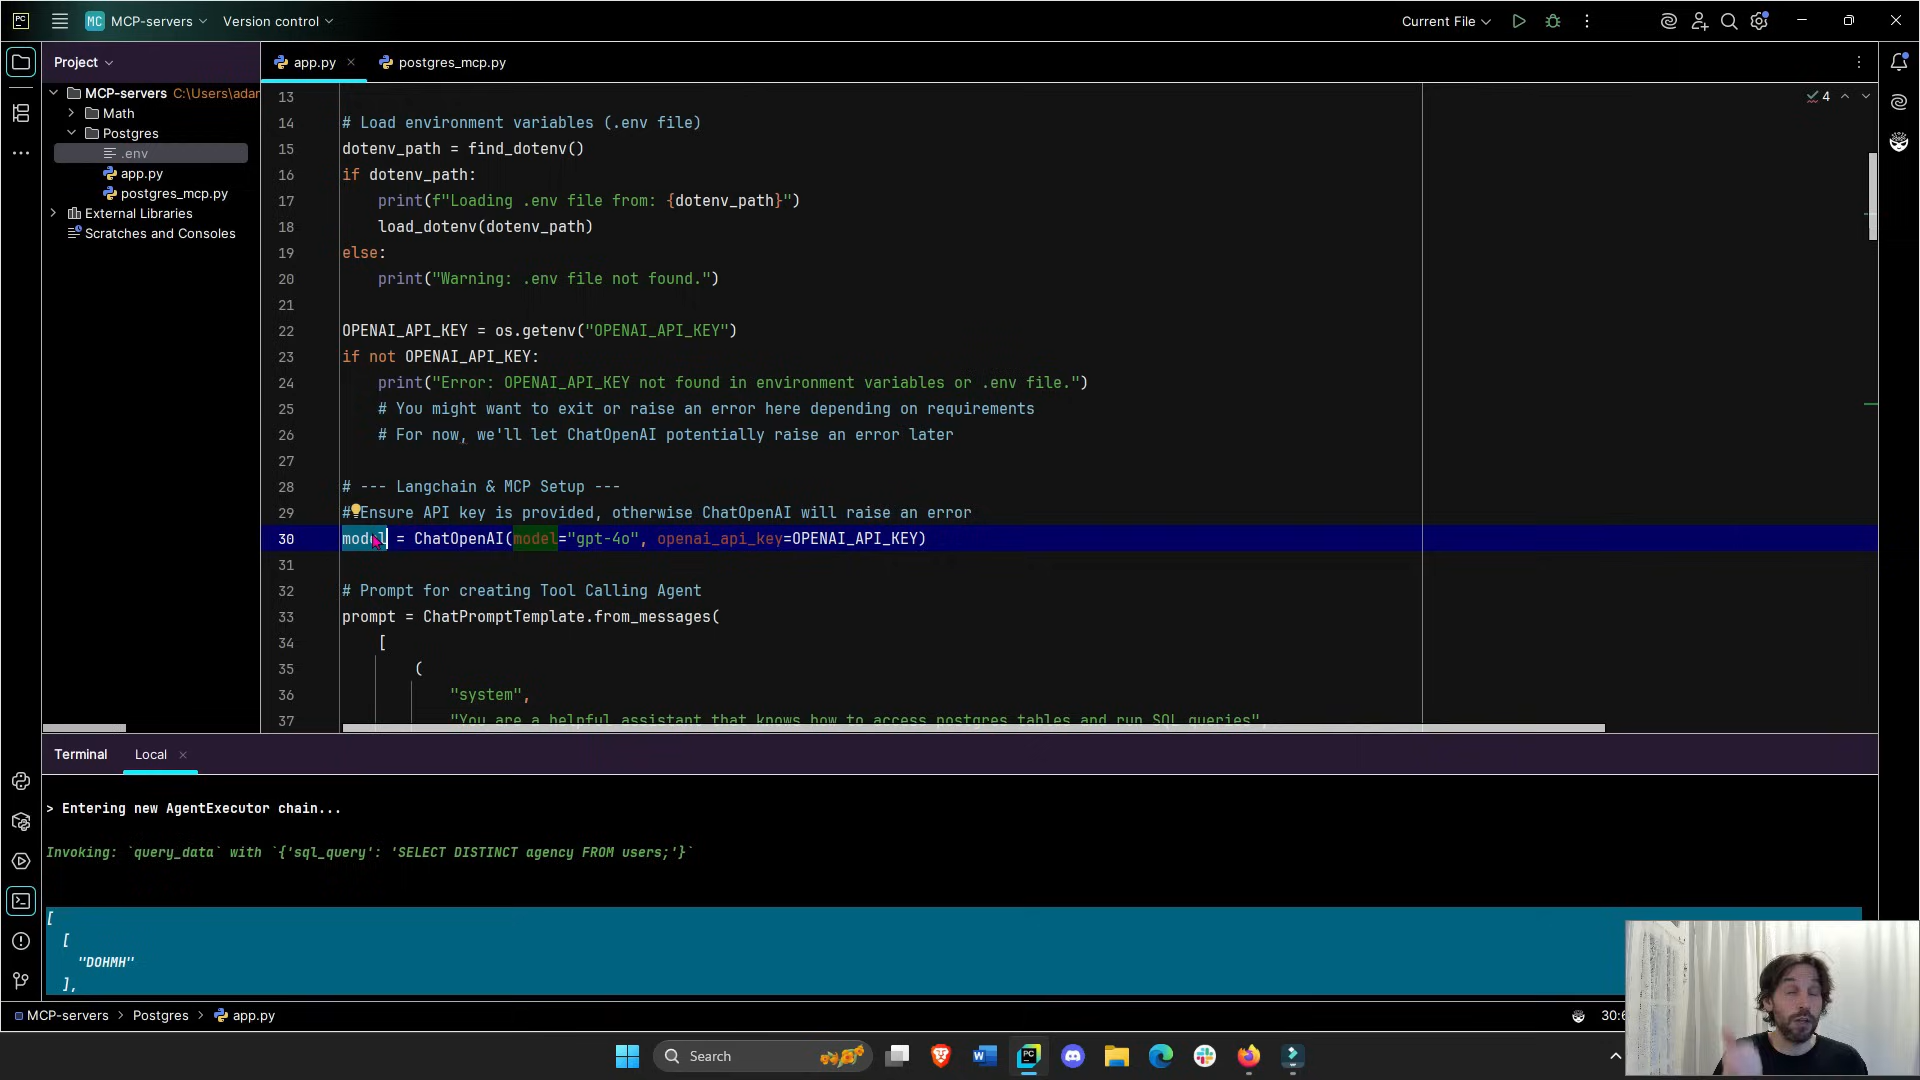 PC
MC MCP-servers
Version control
Current File
Project
app.py
postgres_mcp.py
MCP-servers C:\Users\adar
Math
Postgres
.env
app.py
postgres_mcp.py
External Libraries
Scratches and Consoles
4
13
14 # Load environment variables (.env file)
15 dotenv_path = find_dotenv()
16 if dotenv_path:
17 print(f"Loading .env file from: {dotenv_path}")
18 load_dotenv(dotenv_path)
19 else:
20 print("Warning: .env file not found.")
21
22 OPENAI_API_KEY = os.getenv("OPENAI_API_KEY")
23 if not OPENAI_API_KEY:
24 print("Error: OPENAI_API_KEY not found in environment variables or .env file.")
25 # You might want to exit or raise an error here depending on requirements
26 # For now, we'll let ChatOpenAI potentially raise an error later
27
28 # --- Langchain & MCP Setup ---
29 # Ensure API key is provided, otherwise ChatOpenAI will raise an error
30 model = ChatOpenAI(model="gpt-4o", openai_api_key=OPENAI_API_KEY)
31
32 # Prompt for creating Tool Calling Agent
33 prompt = ChatPromptTemplate.from_messages(
34 [
35 (
36 "system",
37 "You are a helpful assistant that knows how to access postgres tables and run SQL queries",
Terminal
Local
> Entering new AgentExecutor chain...
Invoking: `query_data` with `{'sql_query': 'SELECT DISTINCT agency FROM users;'}`
[
[
"DOHMH"
],
MCP-servers > Postgres > app.py
30:6
Search
PC